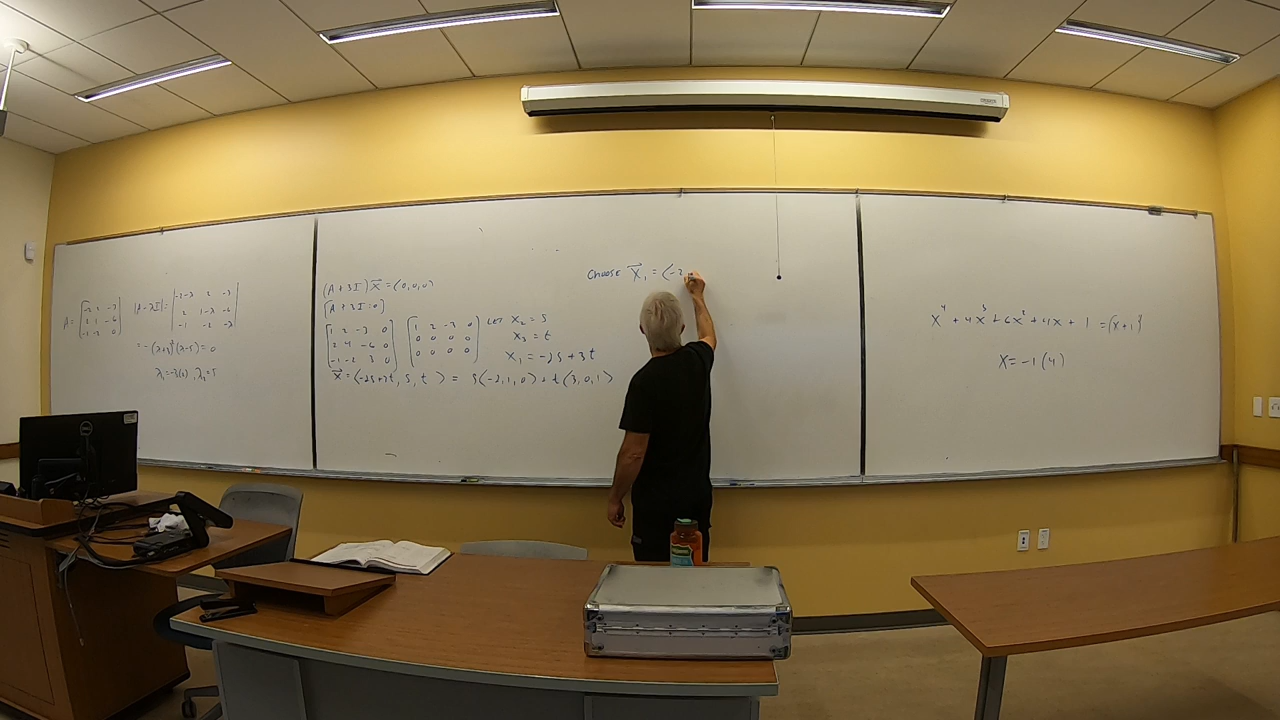 A = [-2 2 -3; 2 1 -6; -1 -2 0] |A-λI| = |-2-λ 2 -3; 2 1-λ -6; -1 -2 -λ|
= -(λ+3)²(λ-5) = 0
λ₁=-3(2), λ₂=5
(A+3I)x⃗ = (0,0,0)
[A+3I:0]
[1 2 -3 0; 2 4 -6 0; -1 -2 3 0] [1 2 -3 0; 0 0 0 0; 0 0 0 0] LET X₂ = S
X₃ = t
X₁ = -2S+3t
x⃗ = (-2S+3t, S, t) = S(-2,1,0) + t(3,0,1)
CHOOSE X⃗₁ = (-2,
X⁴ + 4X³ + 6X² + 4X + 1 = (X+1)⁴
X = -1 (4)
DELL